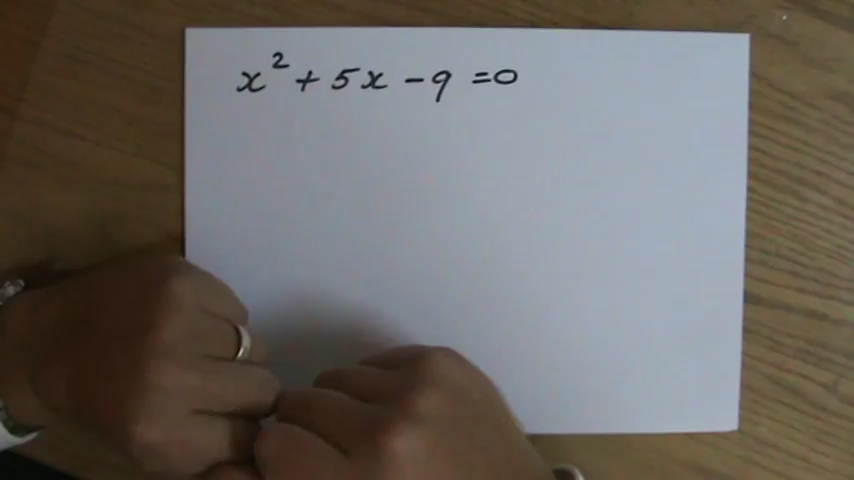 x² + 5x - 9 = 0